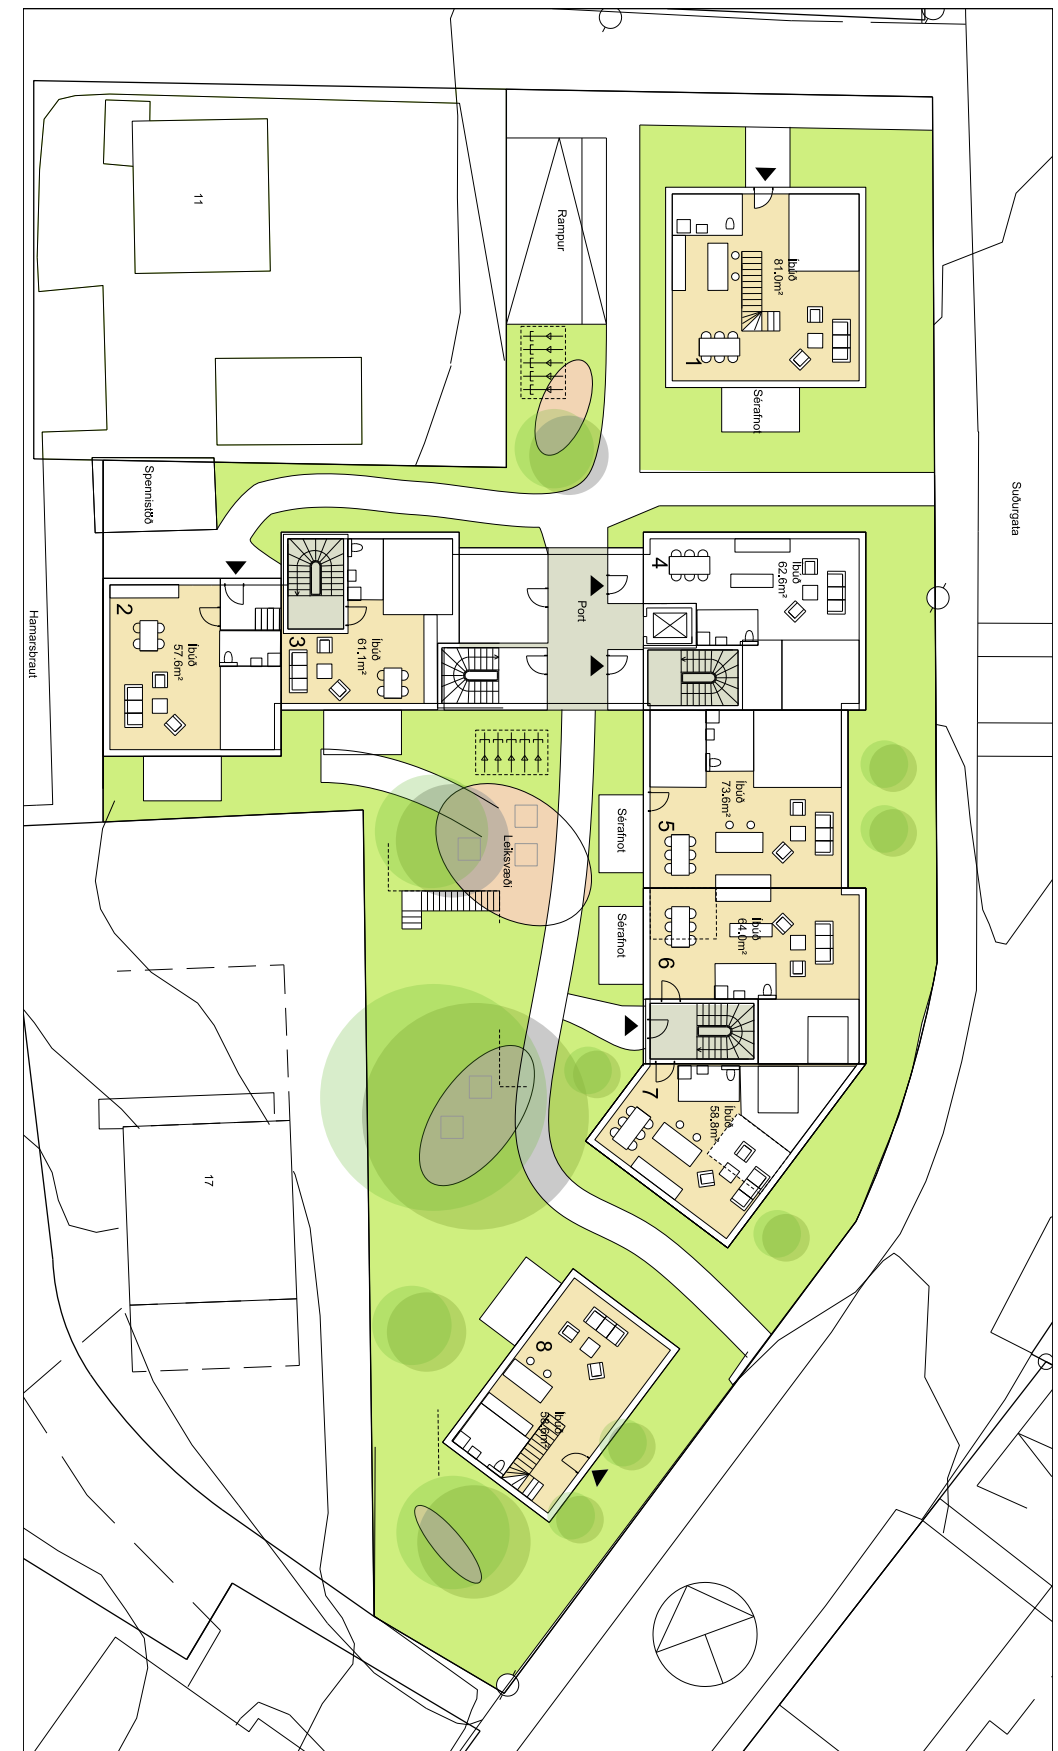 11
Rampur
Íbúð
81.0m²
1
Sérafnot
Suðurgata
Spennistöð
Hamarsbraut
2
Íbúð
57.6m²
3
Íbúð
61.1m²
Port
4
Íbúð
62.6m²
Íbúð
73.6m²
5
Sérafnot
Leiksvæði
Íbúð
64.0m²
6
Sérafnot
7
Íbúð
58.8m²
17
8
Íbúð